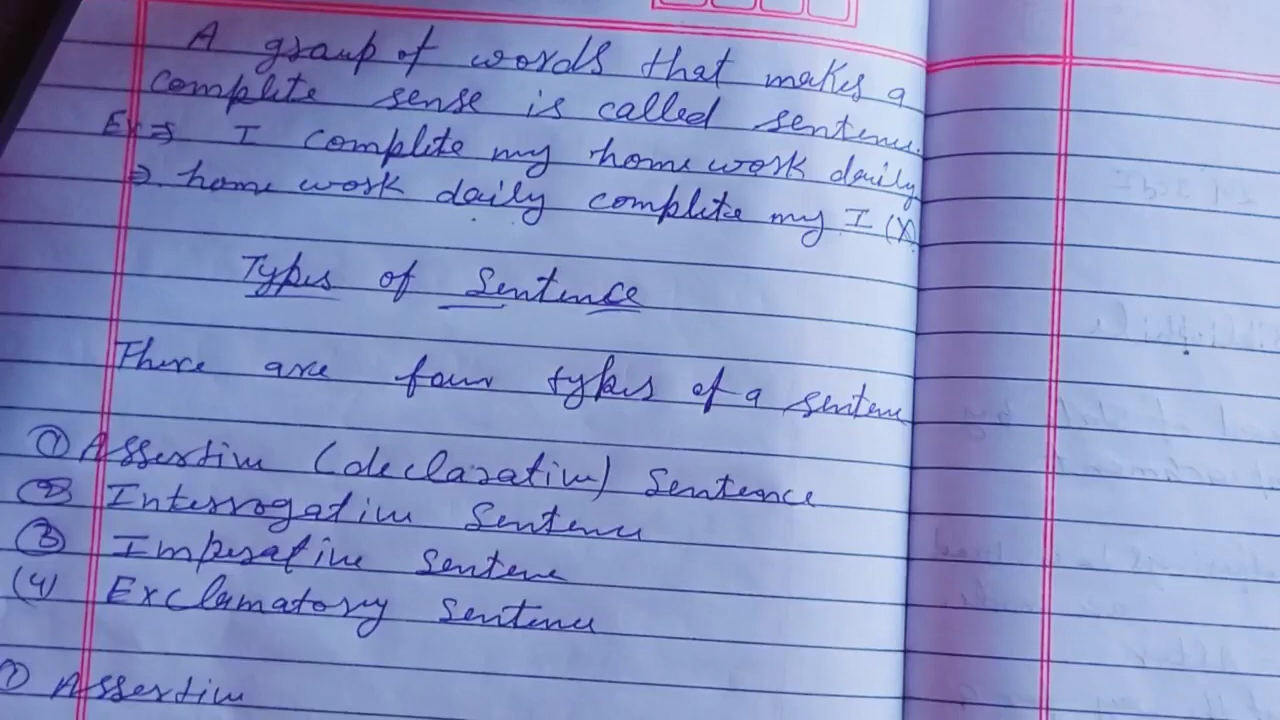 A group of words that makes a
complete sense is called sentence.
Ex⇒ I complete my home work daily
⇒ home work daily complete my I (X)
Types of Sentence
There are four types of a sentence
① Assertive (declarative) Sentence
② Interrogative Sentence
③ Imperative Sentence
(4) Exclamatory Sentence
① Assertive